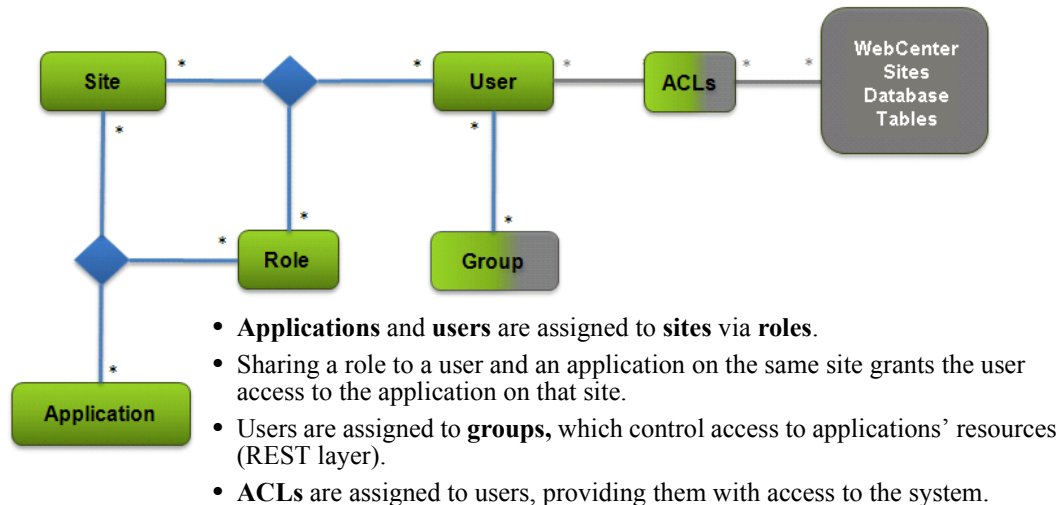 Site
User
ACLs
WebCenter
Sites
Database
Tables
* * * * * *
* *
*
* *
Role
Group
*
Application
• Applications and users are assigned to sites via roles.
• Sharing a role to a user and an application on the same site grants the user
access to the application on that site.
• Users are assigned to groups, which control access to applications’ resources
(REST layer).
• ACLs are assigned to users, providing them with access to the system.